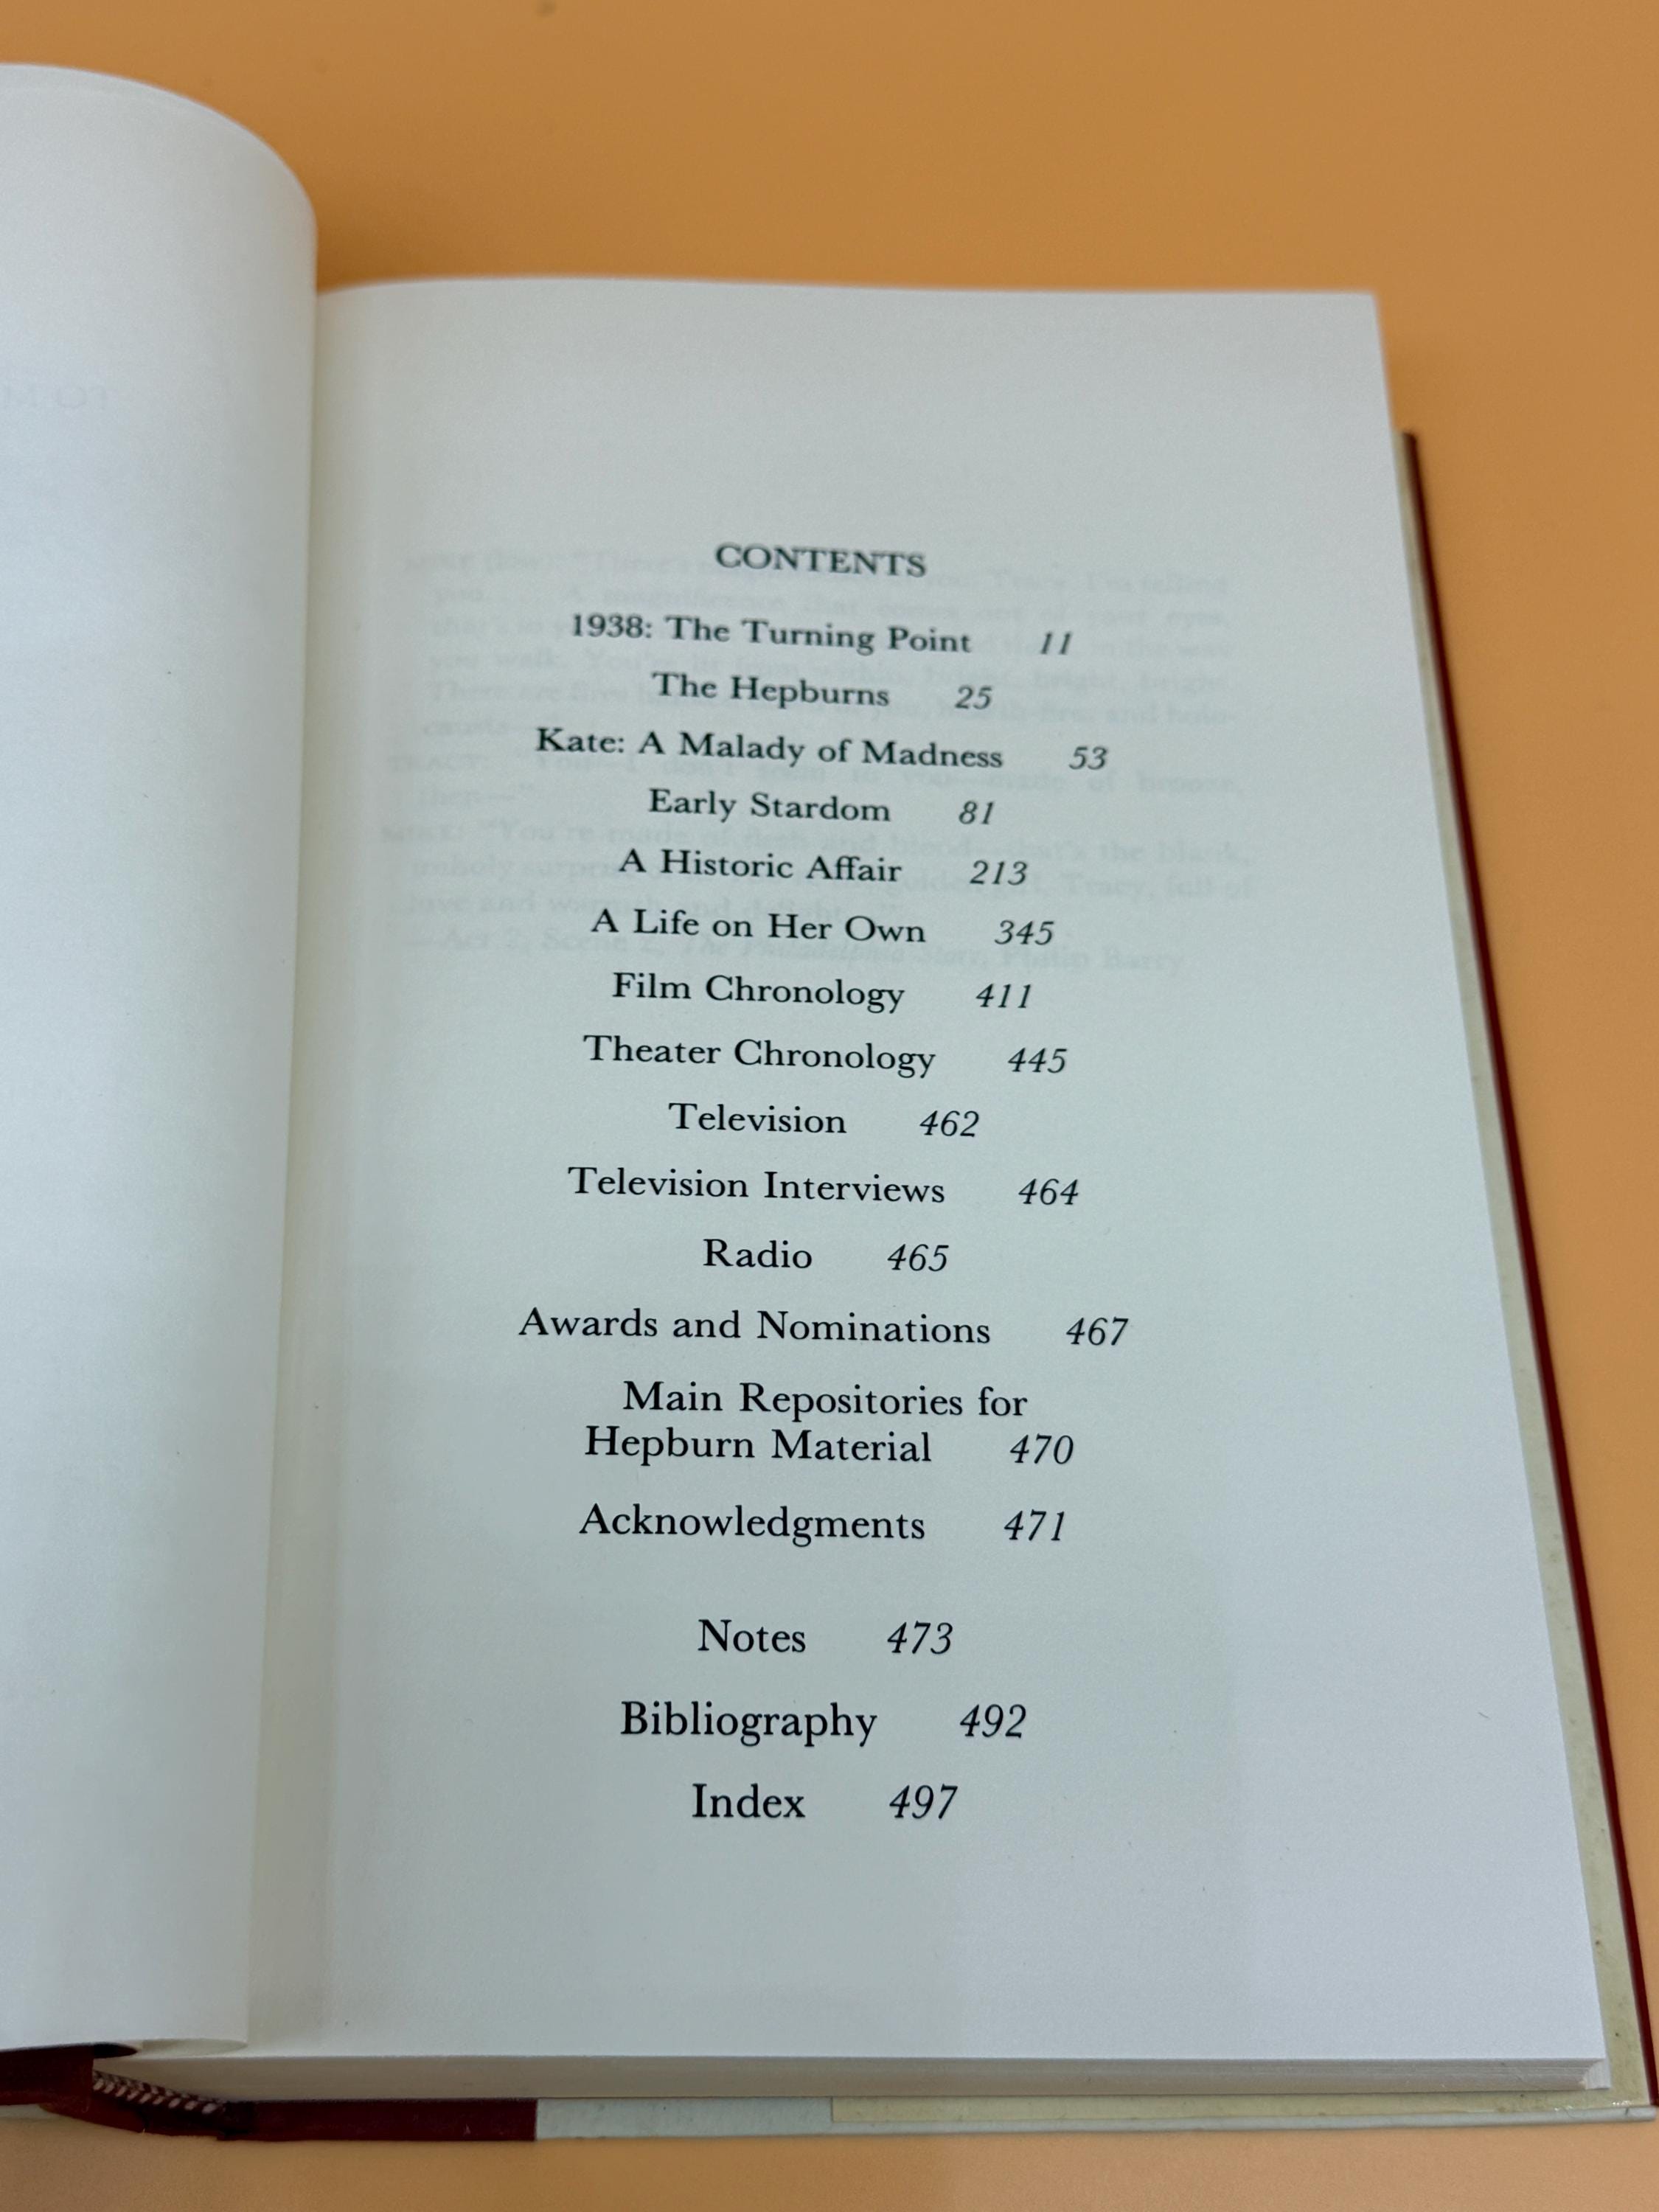 CONTENTS
1938: The Turning Point 11
The Hepburns 25
Kate: A Malady of Madness 53
Early Stardom 81
A Historic Affair 213
A Life on Her Own 345
Film Chronology 411
Theater Chronology 445
Television 462
Television Interviews 464
Radio 465
Awards and Nominations 467
Main Repositories for
Hepburn Material 470
Acknowledgments 471
Notes 473
Bibliography 492
Index 497